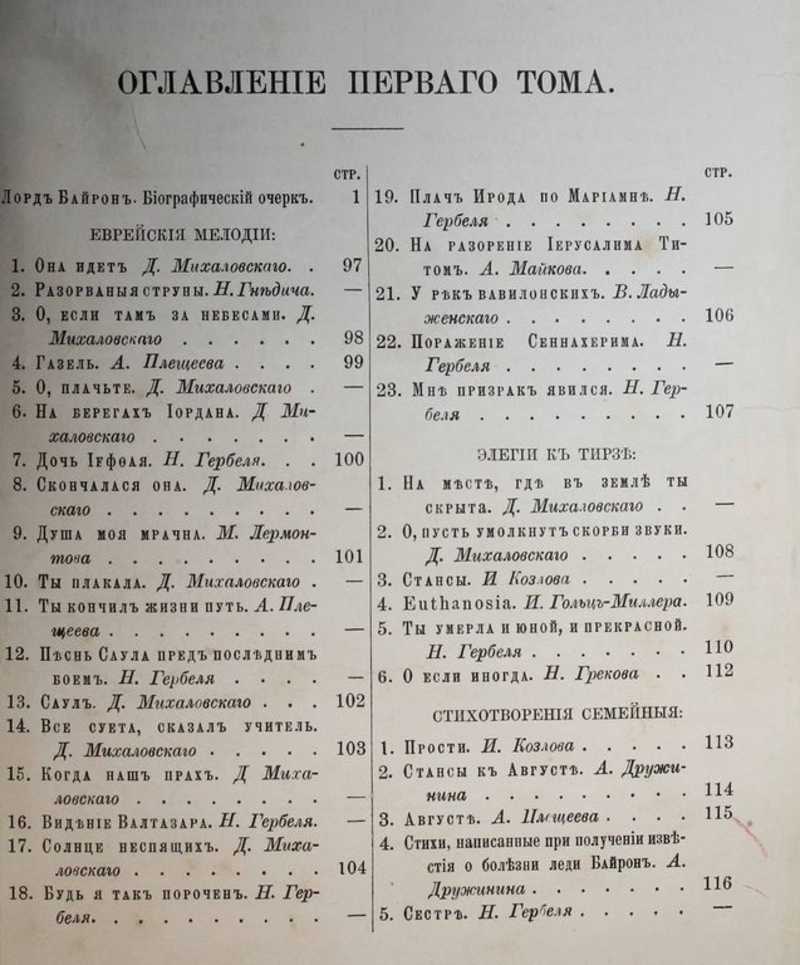 ОГЛАВЛЕНІЕ ПЕРВАГО ТОМА.
СТР.
Лордъ Байронъ. Біографическій очеркъ. 1
ЕВРЕЙСКІЯ МЕЛОДІИ:
1. Она идетъ Д. Михаловскаго. . 97
2. Разорваныя струны. Н. Гнѣдича. —
3. О, если тамъ за небесами. Д.
Михаловскаго . . . . . . 98
4. Газель. А. Плещеева . . . . 99
5. О, плачьте. Д. Михаловскаго . —
6. На берегахъ Іордана. Д Ми-
халовскаго . . . . . . . —
7. Дочь Іеффая. Н. Гербеля. . . 100
8. Скончалася она. Д. Михалов-
скаго . . . . . . . . . —
9. Душа моя мрачна. М. Лермон-
това . . . . . . . . . 101
10. Ты плакала. Д. Михаловскаго . —
11. Ты кончилъ жизни путь. А. Пле-
щеева . . . . . . . . . —
12. Пѣснь Саула предъ послѣднимъ
боемъ. Н. Гербеля . . . . —
13. Саулъ. Д. Михаловскаго . . . 102
14. Все суета, сказалъ учитель.
Д. Михаловскаго . . . . . 103
15. Когда нашъ прахъ. Д Миха-
ловскаго . . . . . . . . —
16. Видѣніе Валтазара. Н. Гербеля. —
17. Солнце неспящихъ. Д. Миха-
ловскаго . . . . . . . . 104
18. Будь я такъ пороченъ. Н. Гер-
беля. . . . . . . . . . —
СТР.
19. Плачъ Ирода по Маріамнѣ. Н.
Гербеля . . . . . . . . 105
20. На разореніе Іерусалима Ти-
томъ. А. Майкова. . . . . —
21. У рѣкъ вавилонскихъ. В. Лады-
женскаго . . . . . . . . 106
22. Пораженіе Сеннахерима. Н.
Гербеля . . . . . . . . —
23. Мнѣ призракъ явился. Н. Гер-
беля . . . . . . . . . 107
ЭЛЕГІИ КЪ ТИРЗѢ:
1. На мѣстѣ, гдѣ въ землѣ ты
скрыта. Д. Михаловскаго . . —
2. О, пусть умолкнутъ скорби звуки.
Д. Михаловскаго . . . . . 108
3. Стансы. И Козлова . . . . . —
4. Euthanosia. И. Гольцъ-Миллера. 109
5. Ты умерла и юной, и прекрасной.
Н. Гербеля . . . . . . . 110
6. О если иногда. Н. Грекова . . 112
СТИХОТВОРЕНІЯ СЕМЕЙНЫЯ:
1. Прости. И. Козлова . . . . . 113
2. Стансы къ Августѣ. А. Дружи-
нина . . . . . . . . . 114
3. Августѣ. А. Плещеева . . . . 115
4. Стихи, написанные при полученіи извѣ-
стія о болѣзни леди Байронъ. А.
Дружинина . . . . . . . 116
5. Сестрѣ. Н. Гербеля . . . . . —